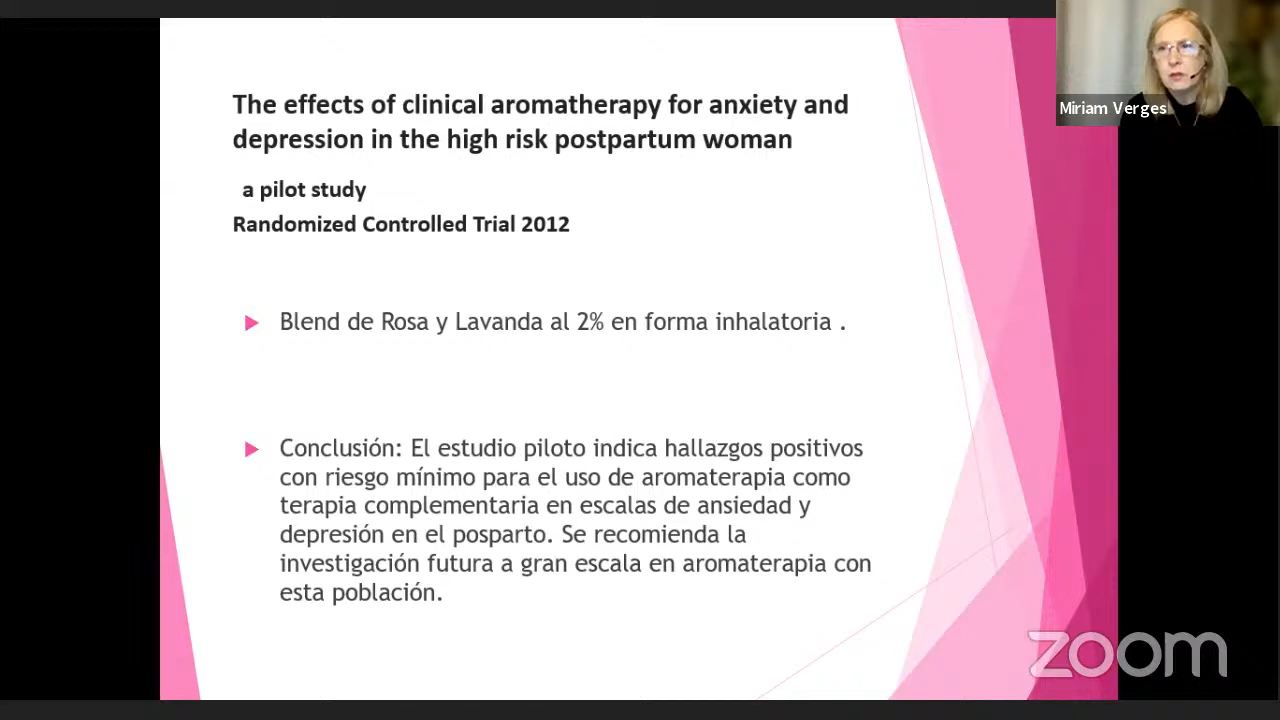 The effects of clinical aromatherapy for anxiety and
depression in the high risk postpartum woman
a pilot study
Randomized Controlled Trial 2012
Blend de Rosa y Lavanda al 2% en forma inhalatoria .
Conclusión: El estudio piloto indica hallazgos positivos
con riesgo mínimo para el uso de aromaterapia como
terapia complementaria en escalas de ansiedad y
depresión en el posparto. Se recomienda la
investigación futura a gran escala en aromaterapia con
esta población.
Miriam Verges
zoom